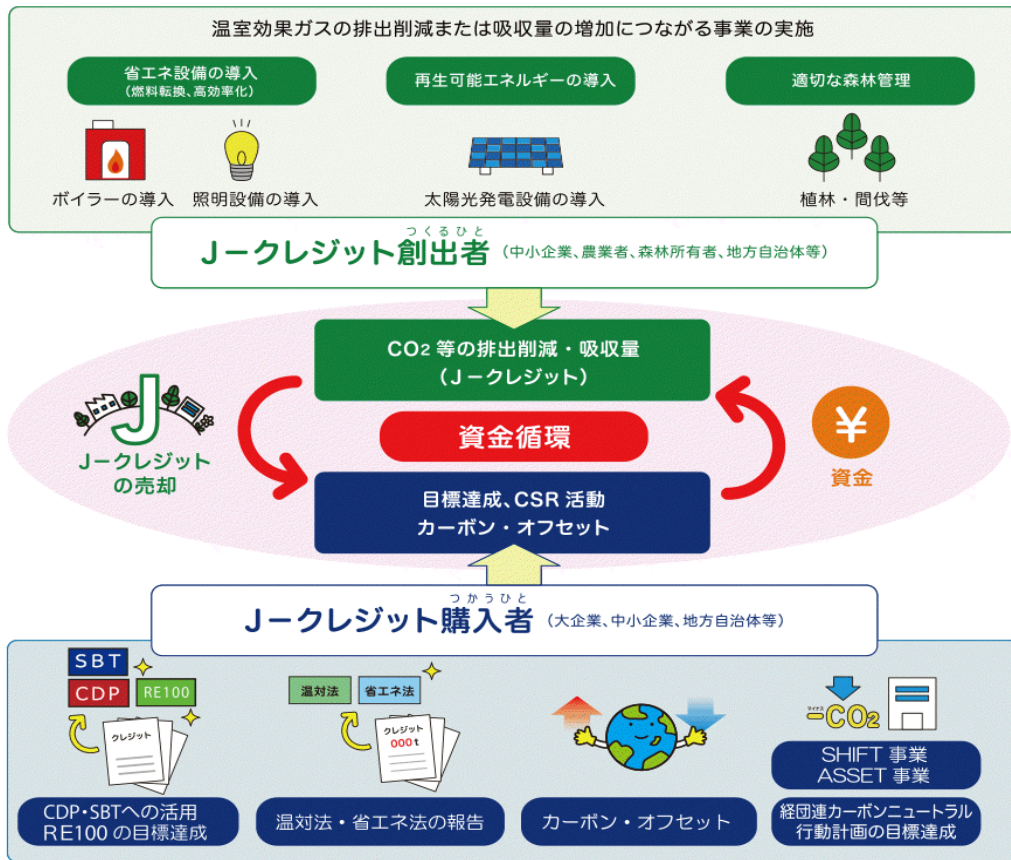 温室効果ガスの排出削減または吸収量の増加につながる事業の実施
省エネ設備の導入
（燃料転換、高効率化）
再生可能エネルギーの導入
適切な森林管理
ボイラーの導入
照明設備の導入
太陽光発電設備の導入
植林・間伐等
つくるひと
Jークレジット創出者（中小企業、農業者、森林所有者、地方自治体等）
CO2 等の排出削減・吸収量
（Jークレジット）
J
Jークレジット
の売却
資金循環
¥
資金
目標達成、CSR 活動
カーボン・オフセット
つかうひと
Jークレジット購入者（大企業、中小企業、地方自治体等）
SBT
CDP
RE100
クレジット
CDP・SBTへの活用
RE100 の目標達成
温対法
省エネ法
クレジット
000t
温対法・省エネ法の報告
カーボン・オフセット
マイナス
-CO2
SHIFT 事業
ASSET 事業
経団連カーボンニュートラル
行動計画の目標達成